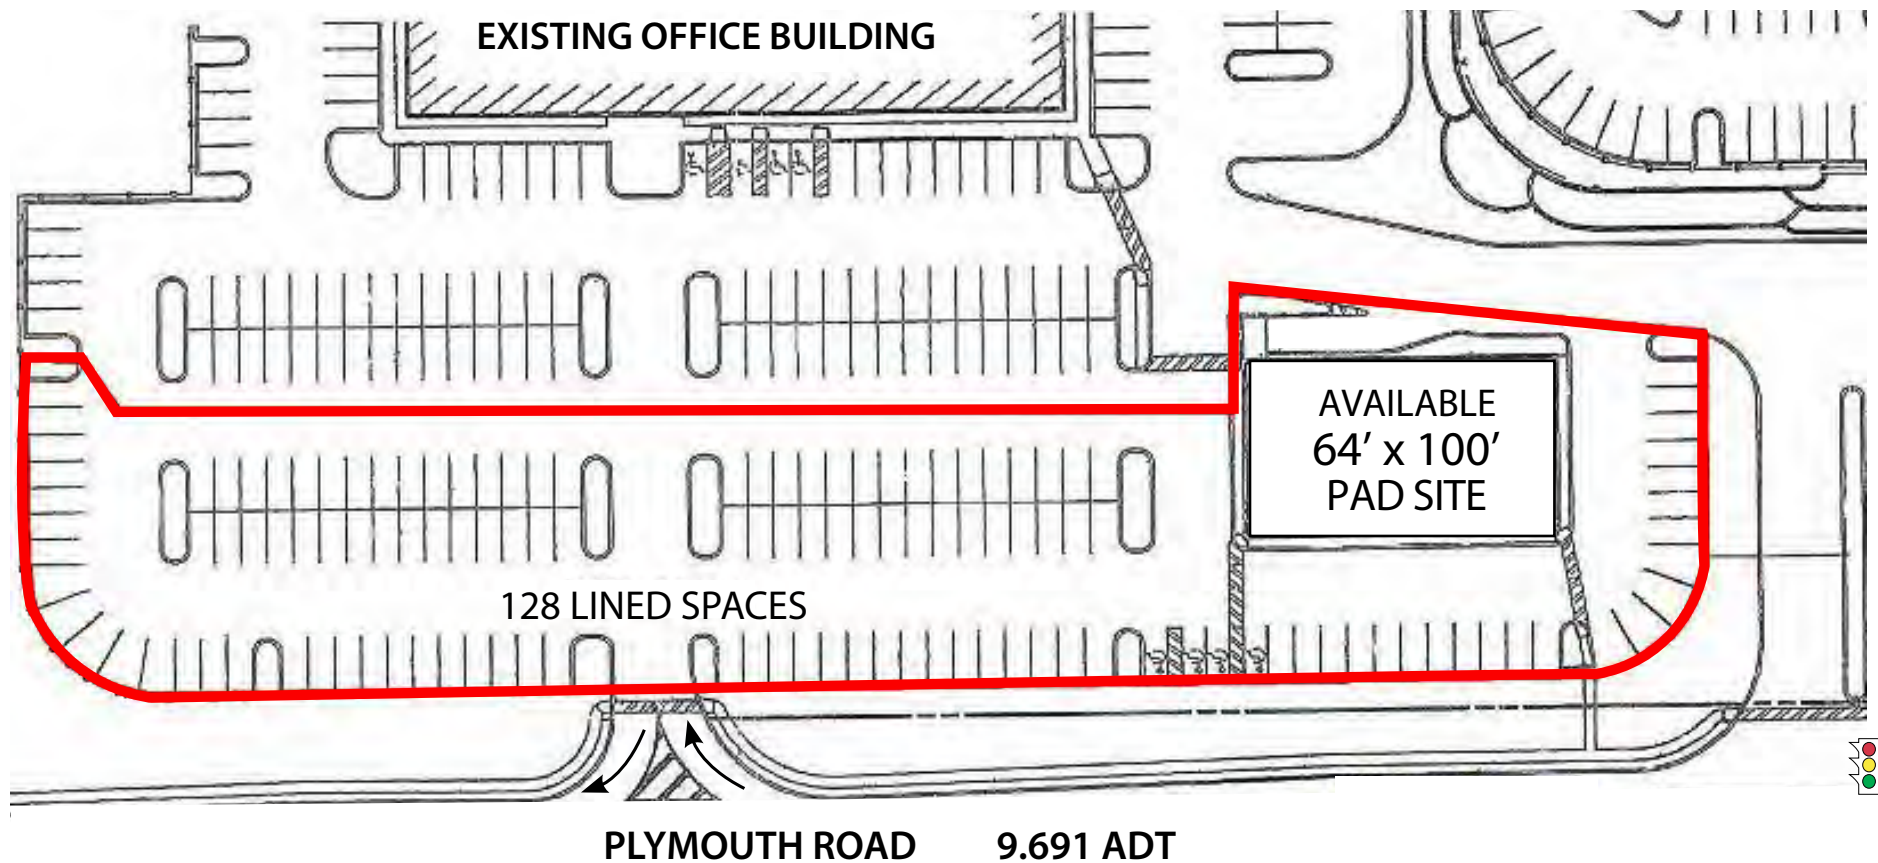 EXISTING OFFICE BUILDING
AVAILABLE
64’ x 100’
PAD SITE
128 LINED SPACES
PLYMOUTH ROAD 9.691 ADT